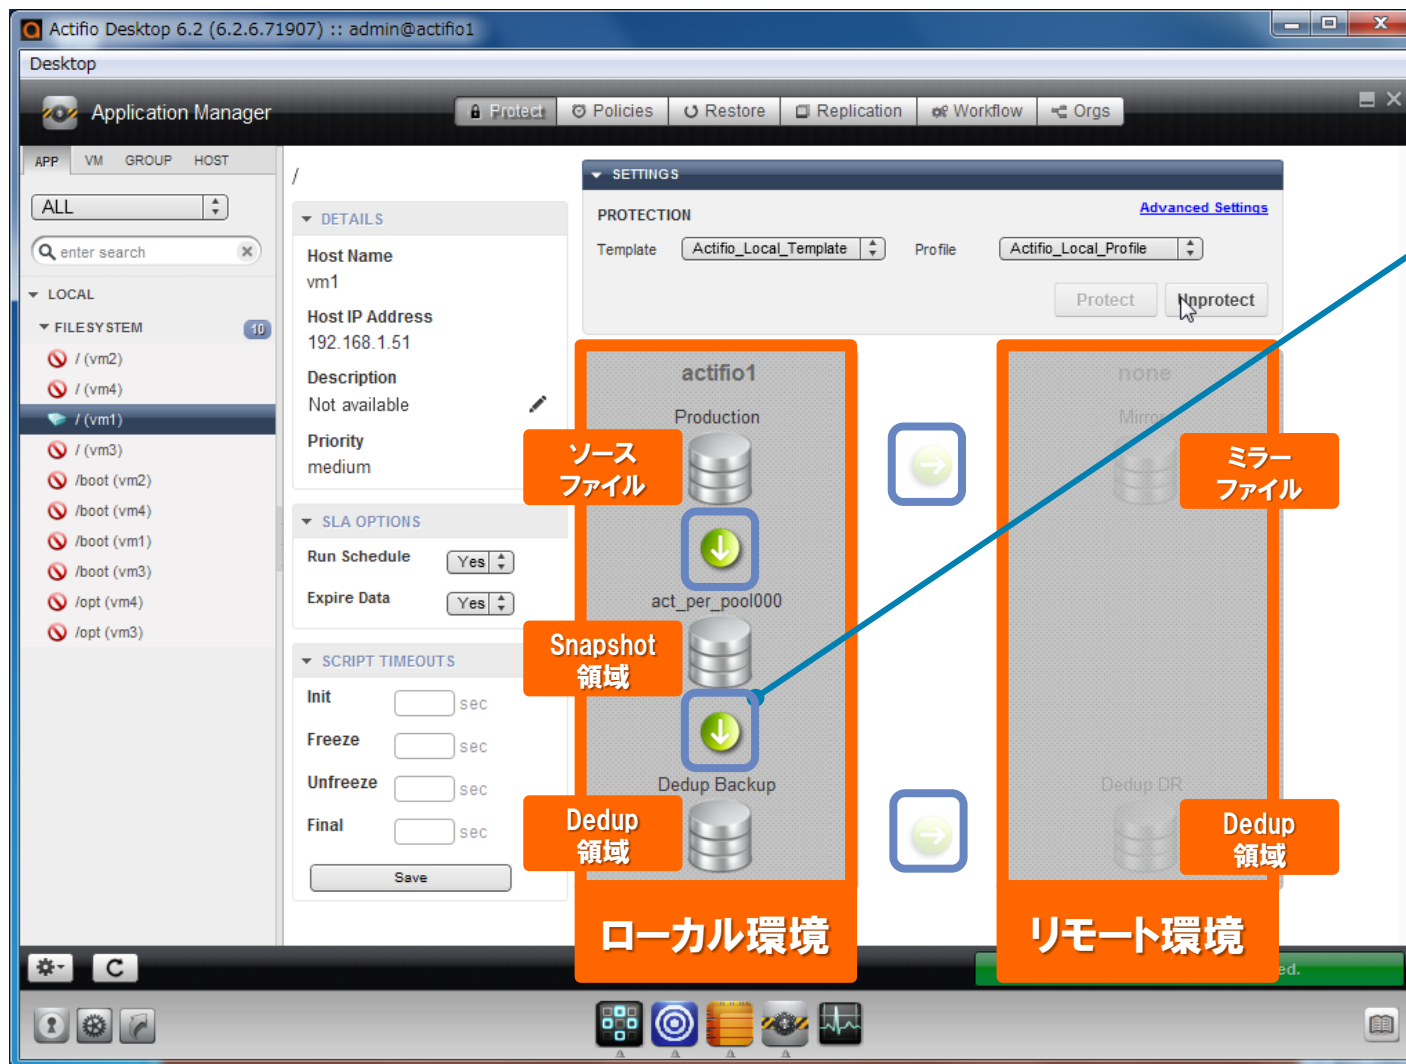 Actifio Desktop 6.2 (6.2.6.71907) :: admin@actifio1
Desktop
Application Manager
Protect
Policies
Restore
Replication
Workflow
Orgs
APP
VM
GROUP
HOST
ALL
enter search
LOCAL
FILESYSTEM
10
/ (vm2)
/ (vm4)
/ (vm1)
/ (vm3)
/boot (vm2)
/boot (vm4)
/boot (vm1)
/boot (vm3)
/opt (vm4)
/opt (vm3)
/
DETAILS
Host Name
vm1
Host IP Address
192.168.1.51
Description
Not available
Priority
medium
SLA OPTIONS
Run Schedule
Yes
Expire Data
Yes
SCRIPT TIMEOUTS
Init
sec
Freeze
sec
Unfreeze
sec
Final
sec
Save
SETTINGS
PROTECTION
Advanced Settings
Template
Actifio_Local_Template
Profile
Actifio_Local_Profile
Protect
Unprotect
actifio1
Production
ソース
ファイル
act_per_pool000
Snapshot
領域
Dedup Backup
Dedup
領域
ローカル環境
none
Mirror
ミラー
ファイル
Dedup DR
Dedup
領域
リモート環境
ed.